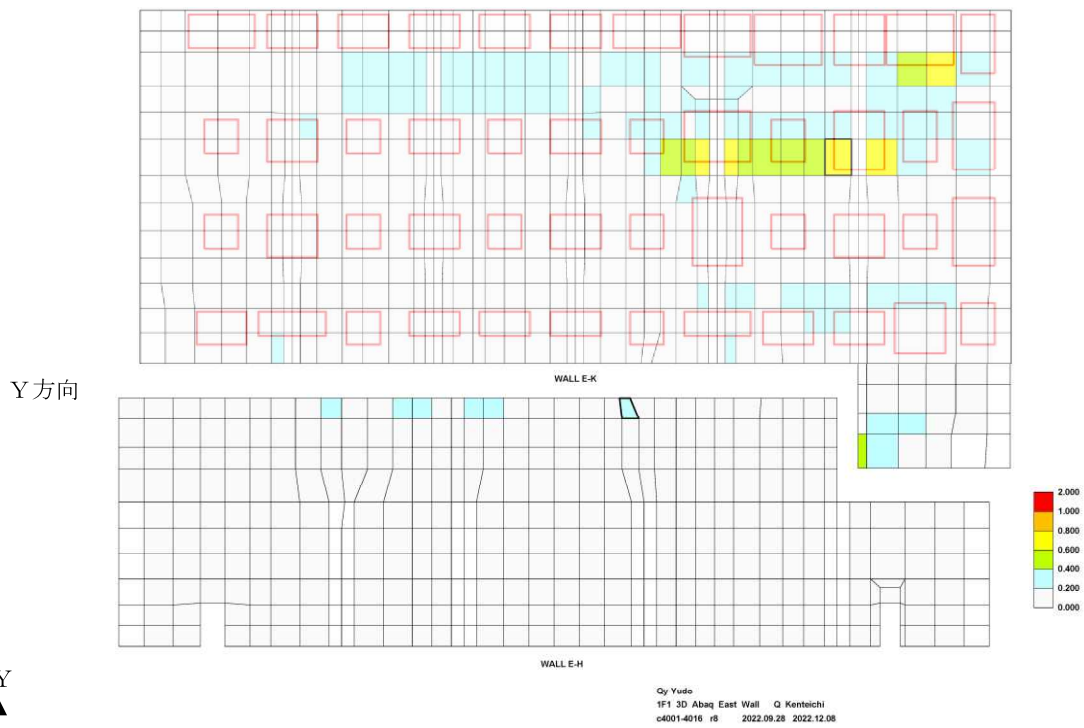 WALL E-K
Y方向
2.000
1.000
0.800
0.600
0.400
0.200
0.000
WALL E-H
Y
Qy Yudo
1F1 3D Abaq East Wall Q Kenteichi
c4001-4016 r8 2022.09.28 2022.12.08